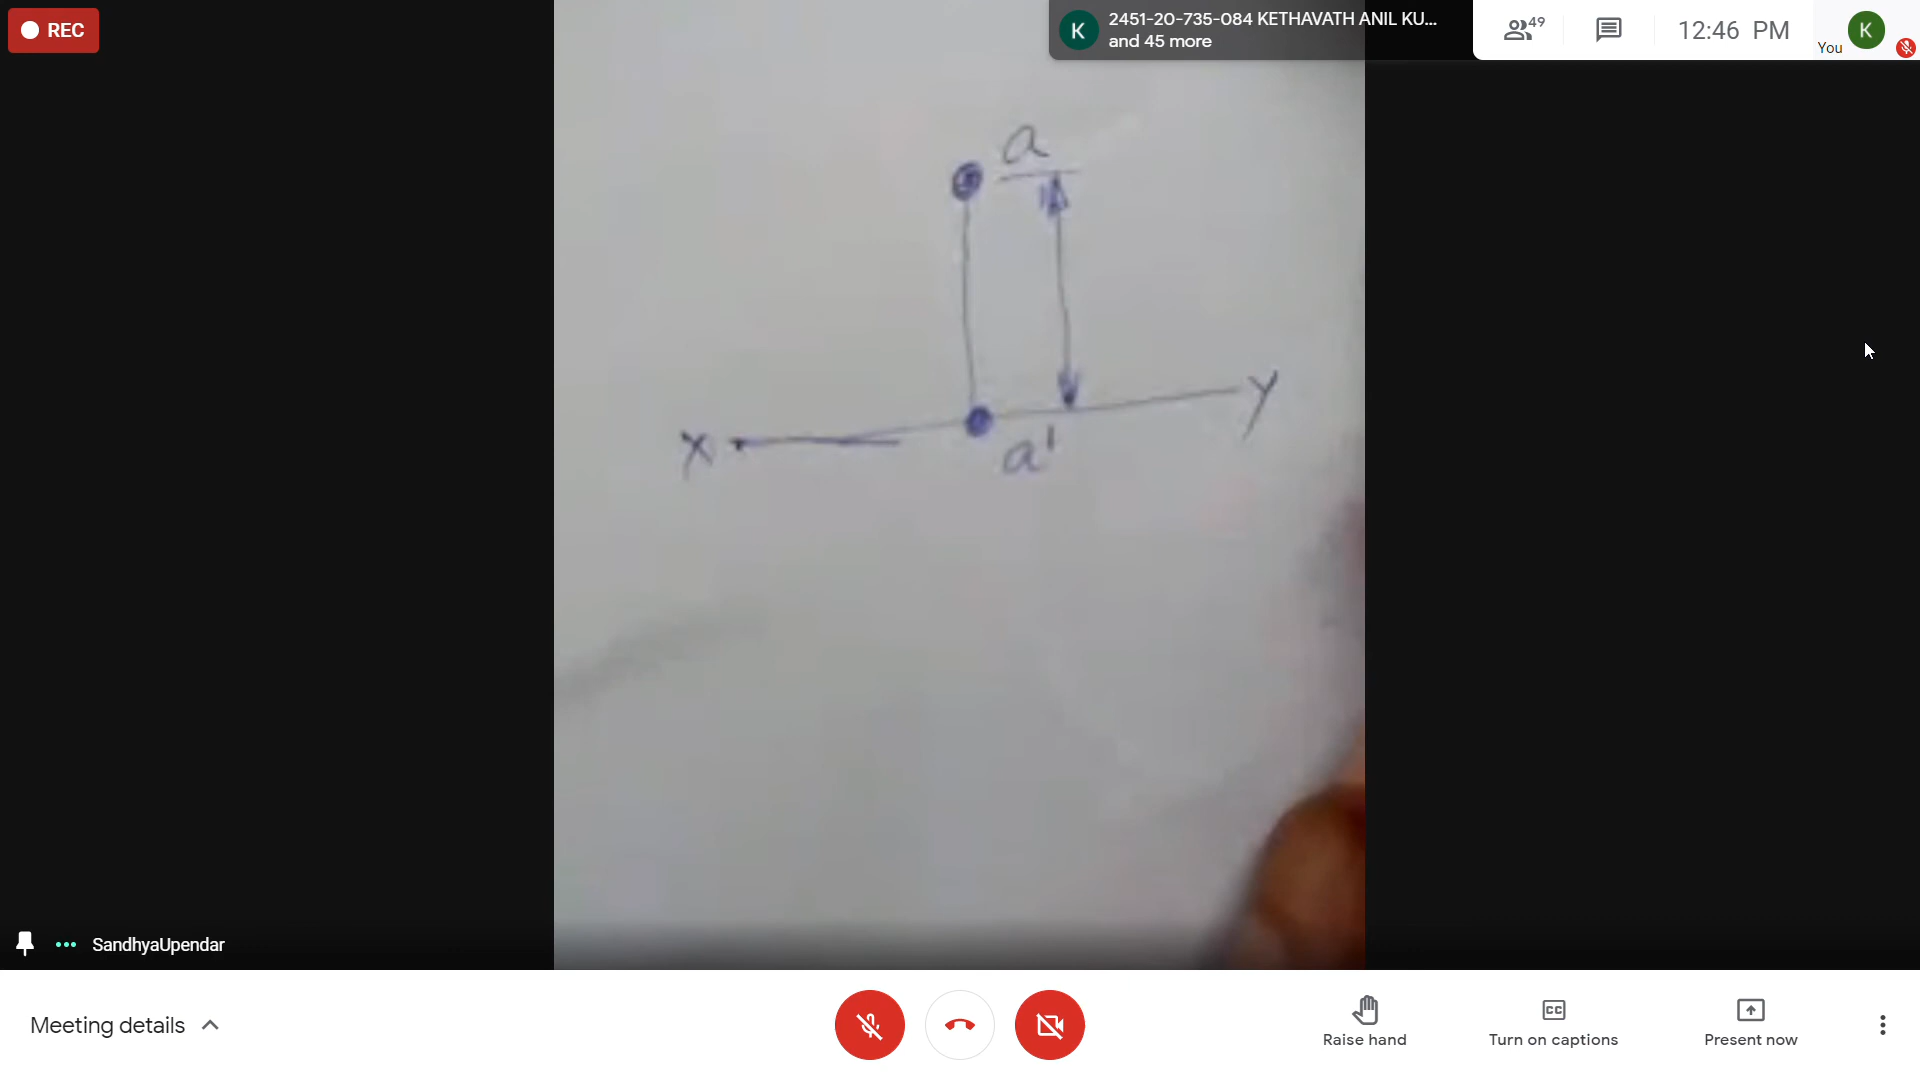 REC
2451-20-735-084 KETHAVATH ANIL KU...
and 45 more
K
49
12:46 PM
You
K
a
x
y
a'
SandhyaUpendar
Meeting details
Raise hand
CC
Turn on captions
Present now